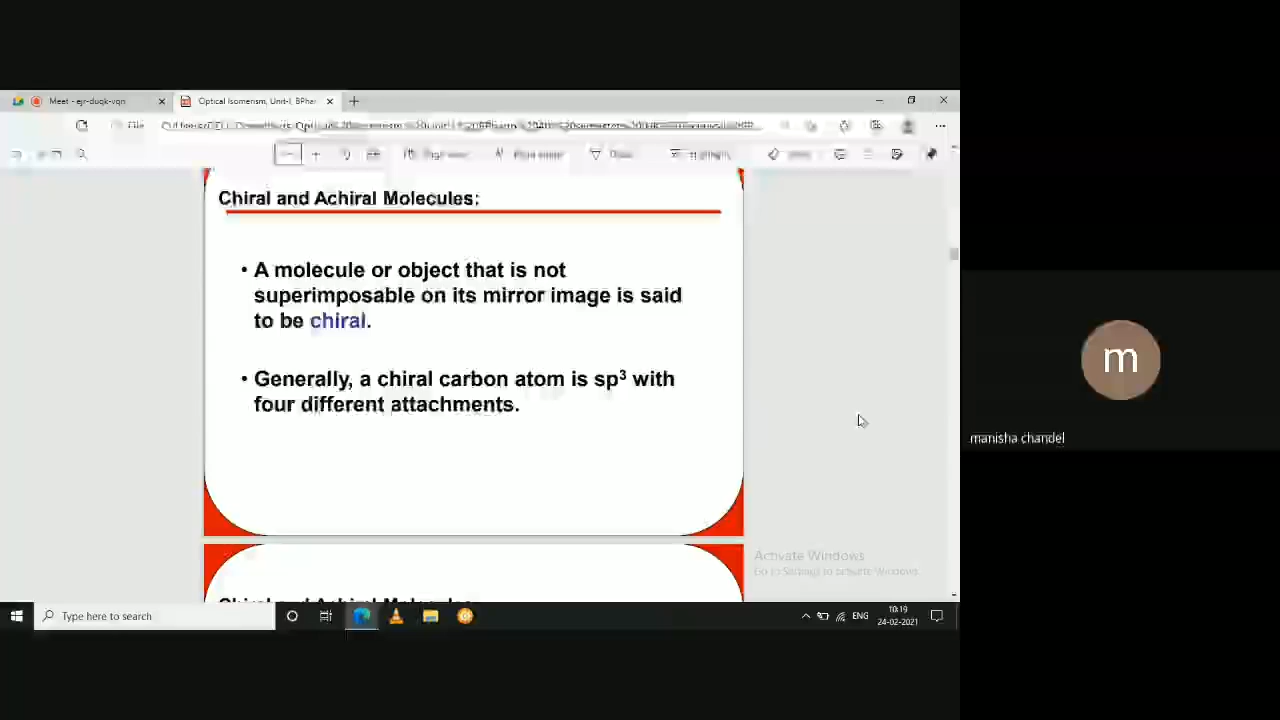 Meet - ejr-duqk-vqn
Optical Isomerism, Unit-I, BPhar
Chiral and Achiral Molecules:
• A molecule or object that is not
superimposable on its mirror image is said
to be chiral.
• Generally, a chiral carbon atom is sp³ with
four different attachments.
m
manisha chandel
Activate Windows
Go to Settings to activate Windows.
Chiral and Achiral Molecules:
Type here to search
ENG
10:19
24-02-2021